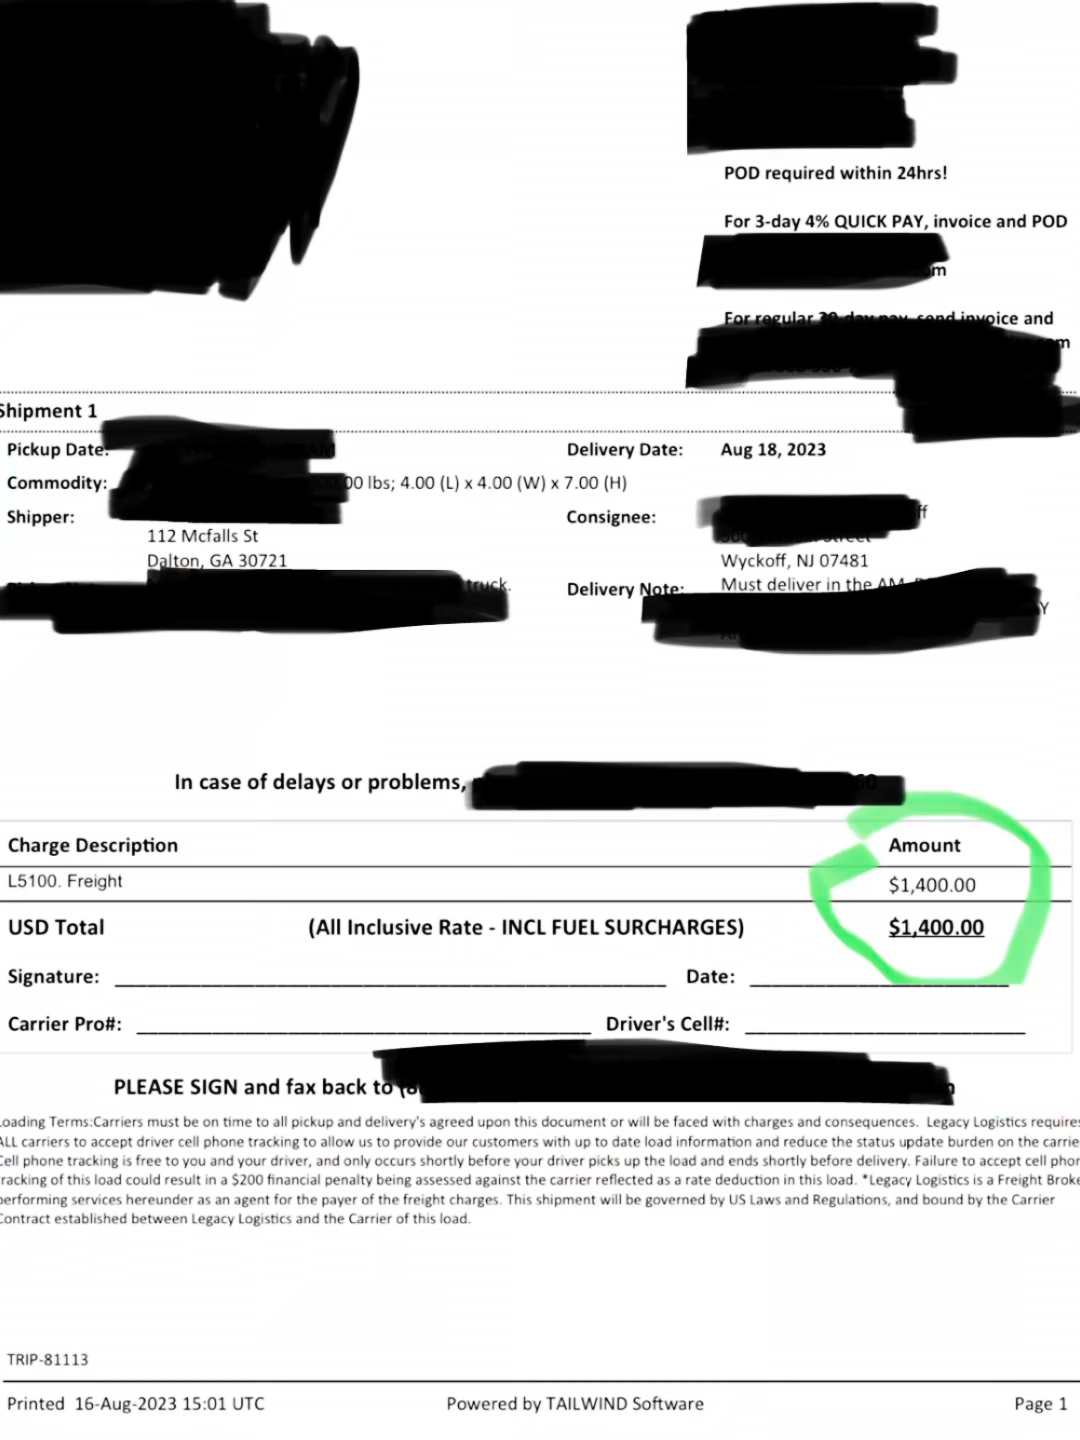 POD required within 24hrs!
For 3-day 4% QUICK PAY, invoice and POD
For regular 30-day pay, send invoice and
Shipment 1
Pickup Date:
Delivery Date: Aug 18, 2023
Commodity: 00 lbs; 4.00 (L) x 4.00 (W) x 7.00 (H)
Shipper:
Consignee:
112 Mcfalls St
Street
Dalton, GA 30721
Wyckoff, NJ 07481
truck.
Delivery Note: Must deliver in the AM
In case of delays or problems,
Charge Description Amount
L5100. Freight $1,400.00
USD Total (All Inclusive Rate - INCL FUEL SURCHARGES) $1,400.00
Signature: Date:
Carrier Pro#: Driver's Cell#:
PLEASE SIGN and fax back to
Loading Terms:Carriers must be on time to all pickup and delivery's agreed upon this document or will be faced with charges and consequences. Legacy Logistics requires
ALL carriers to accept driver cell phone tracking to allow us to provide our customers with up to date load information and reduce the status update burden on the carrie
Cell phone tracking is free to you and your driver, and only occurs shortly before your driver picks up the load and ends shortly before delivery. Failure to accept cell phon
tracking of this load could result in a $200 financial penalty being assessed against the carrier reflected as a rate deduction in this load. *Legacy Logistics is a Freight Broke
performing services hereunder as an agent for the payer of the freight charges. This shipment will be governed by US Laws and Regulations, and bound by the Carrier
Contract established between Legacy Logistics and the Carrier of this load.
TRIP-81113
Printed 16-Aug-2023 15:01 UTC Powered by TAILWIND Software Page 1